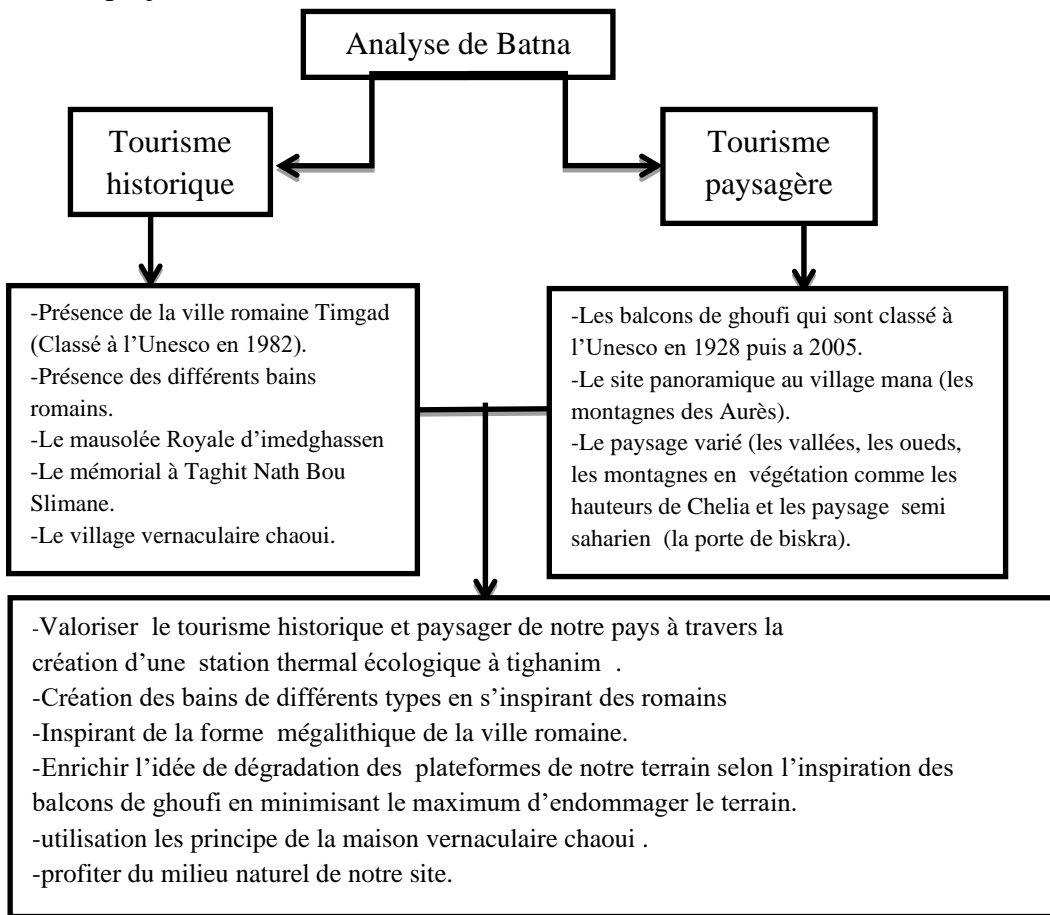 Analyse de Batna
Tourisme
historique
Tourisme
paysagère
-Présence de la ville romaine Timgad
(Classé à l’Unesco en 1982).
-Présence des différents bains
romains.
-Le mausolée Royale d’imedghassen
-Le mémorial à Taghit Nath Bou
Slimane.
-Le village vernaculaire chaoui.
-Les balcons de ghoufi qui sont classé à
l’Unesco en 1928 puis a 2005.
-Le site panoramique au village mana (les
montagnes des Aurès).
-Le paysage varié (les vallées, les oueds,
les montagnes en végétation comme les
hauteurs de Chelia et les paysage semi
saharien (la porte de biskra).
-Valoriser le tourisme historique et paysager de notre pays à travers la
création d’une station thermal écologique à tighanim .
-Création des bains de différents types en s’inspirant des romains
-Inspirant de la forme mégalithique de la ville romaine.
-Enrichir l’idée de dégradation des plateformes de notre terrain selon l’inspiration des
balcons de ghoufi en minimisant le maximum d’endommager le terrain.
-utilisation les principe de la maison vernaculaire chaoui .
-profiter du milieu naturel de notre site.